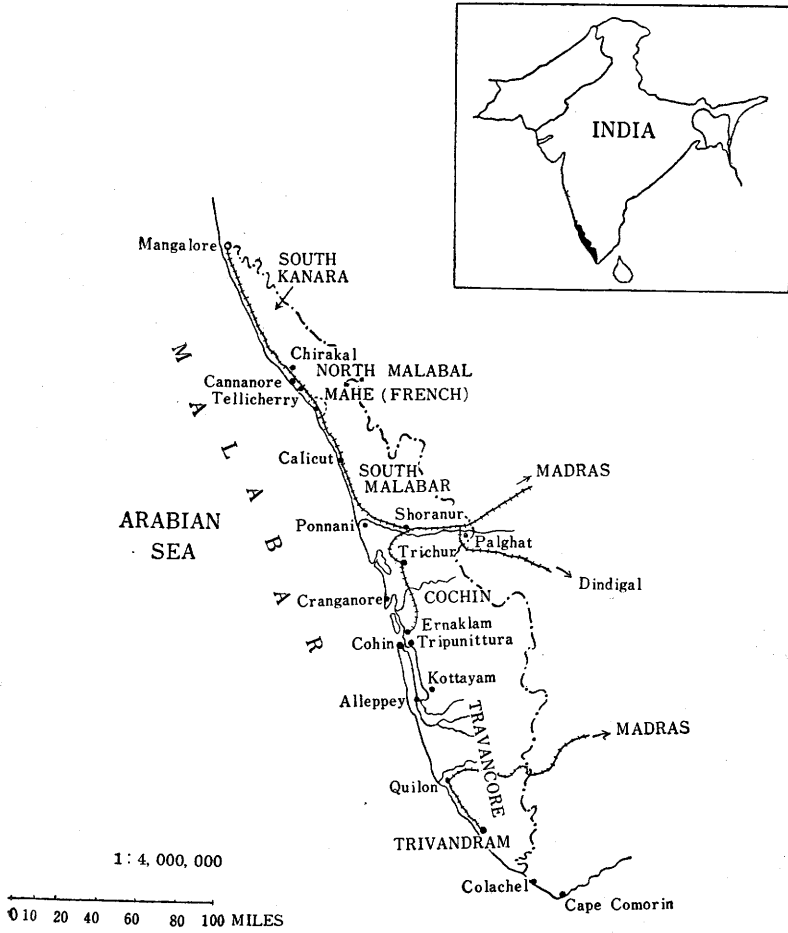 INDIA
Mangalore
SOUTH
KANARA
Chirakal
NORTH MALABAL
Cannanore
MAHE (FRENCH)
Tellicherry
MALABAR
Calicut
SOUTH
MALABAR
MADRAS
Shoranur
ARABIAN
SEA
Ponnani
Palghat
Trichur
Dindigal
Cranganore
COCHIN
Ernaklam
Cohin
Tripunittura
Kottayam
Alleppey
TRAVANCORE
MADRAS
Quilon
TRIVANDRAM
1 : 4,000,000
Colachel
Cape Comorin
0 10 20 40 60 80 100 MILES